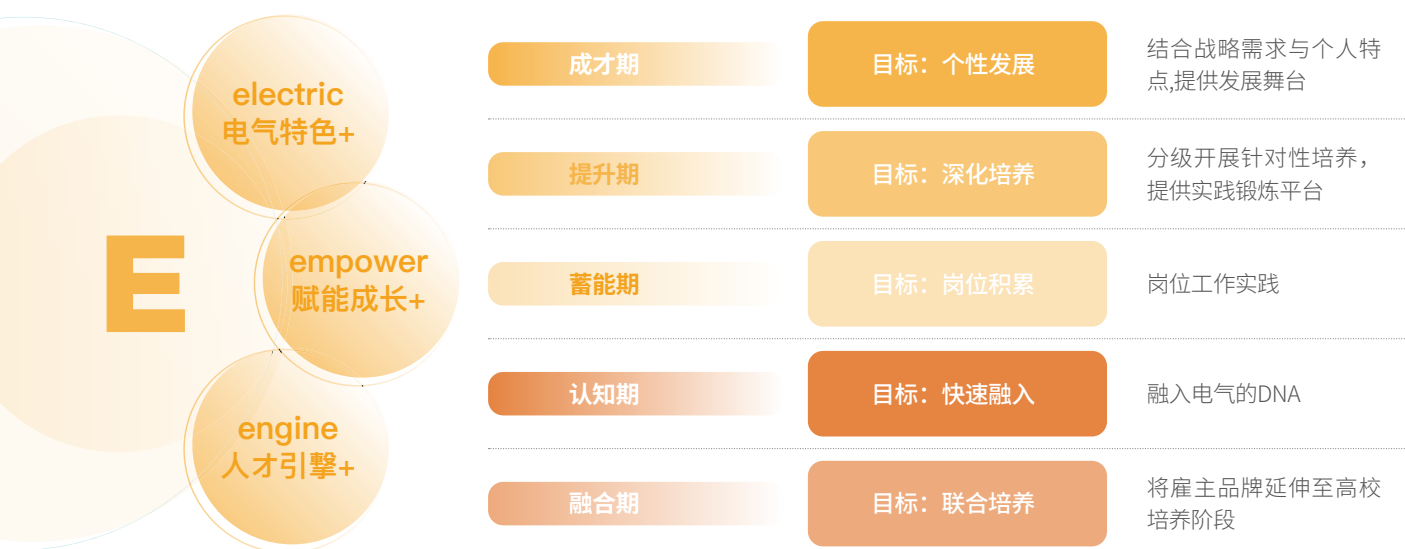 E
electric
电气特色+
empower
赋能成长+
engine
人才引擎+
成才期
目标：个性发展
结合战略需求与个人特
点,提供发展舞台
提升期
目标：深化培养
分级开展针对性培养，
提供实践锻炼平台
蓄能期
目标：岗位积累
岗位工作实践
认知期
目标：快速融入
融入电气的DNA
融合期
目标：联合培养
将雇主品牌延伸至高校
培养阶段